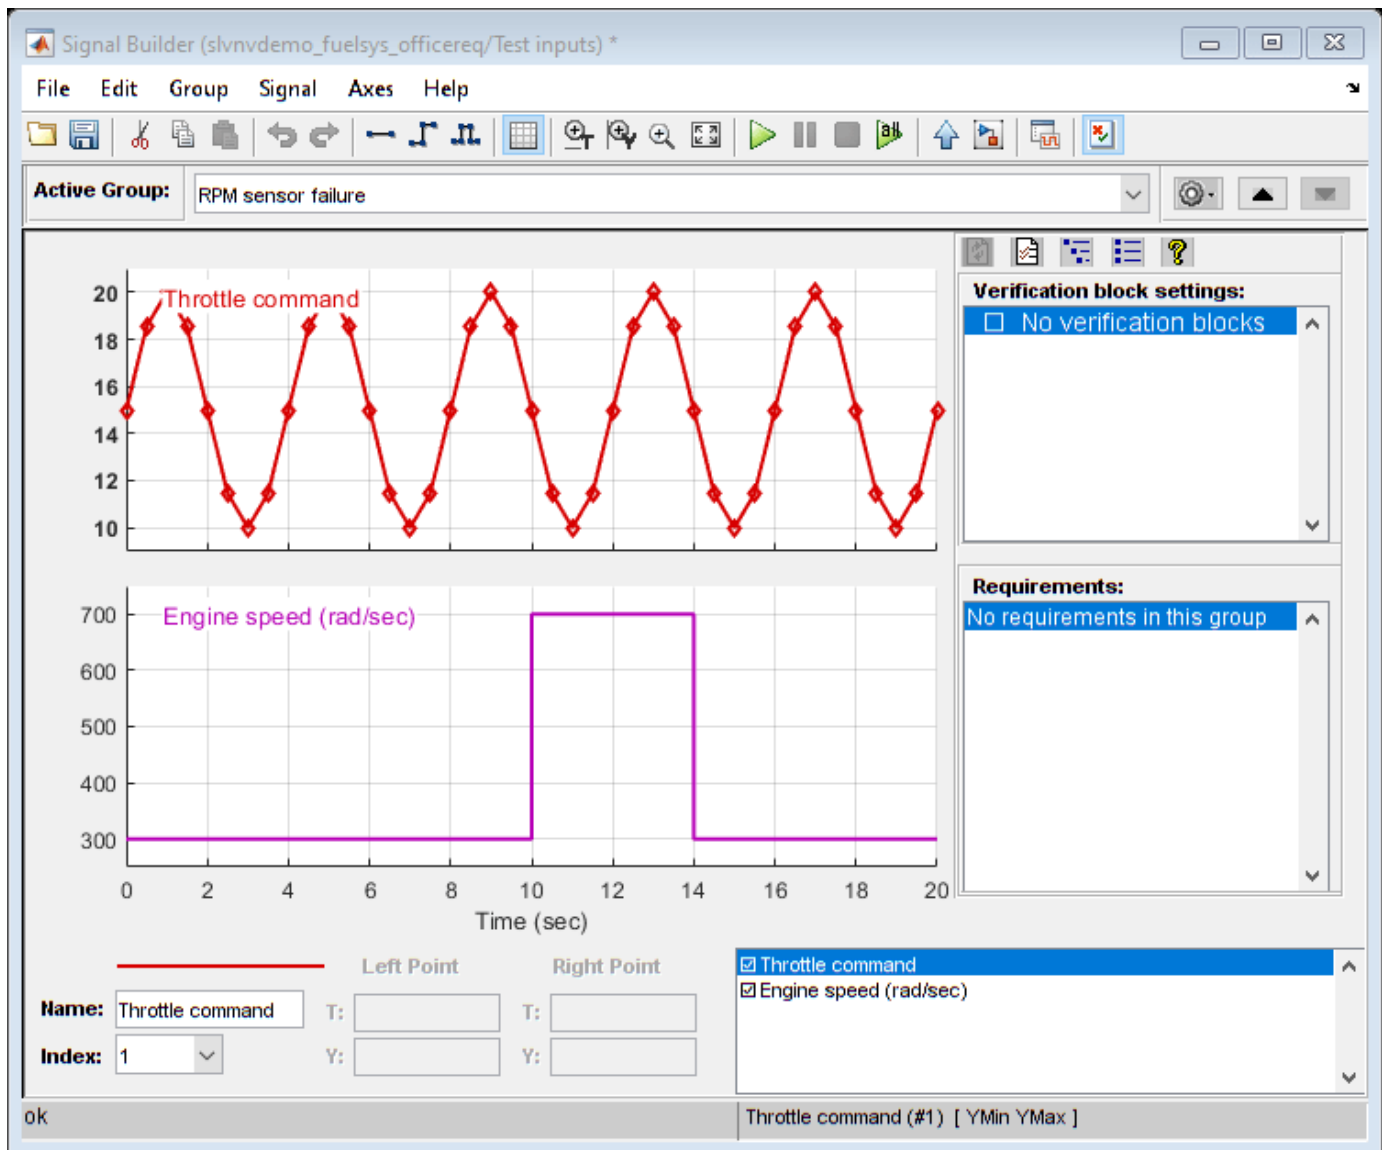 Signal Builder (slvnvdemo_fuelsys_officereq/Test inputs) *
File Edit Group Signal Axes Help
Active Group: RPM sensor failure
Throttle command
20
18
16
14
12
10
Engine speed (rad/sec)
700
600
500
400
300
0 2 4 6 8 10 12 14 16 18 20
Time (sec)
Verification block settings:
No verification blocks
Requirements:
No requirements in this group
Left Point Right Point
Name: Throttle command T: T:
Index: 1 Y: Y:
Throttle command
Engine speed (rad/sec)
ok
Throttle command (#1) [ YMin YMax ]